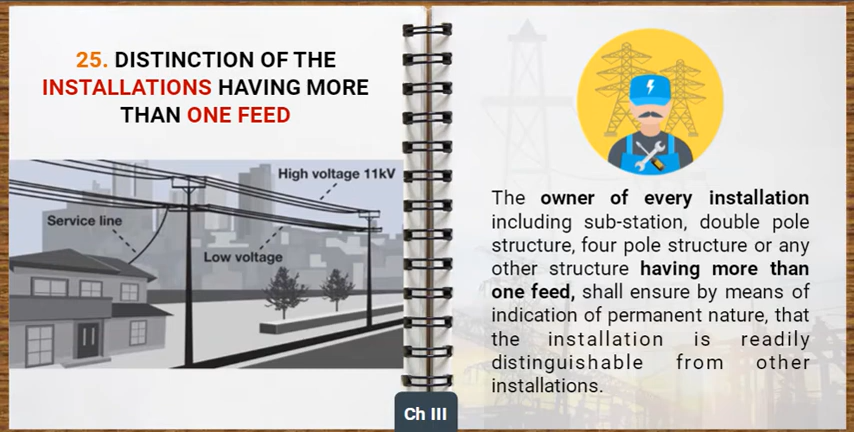 25. DISTINCTION OF THE
INSTALLATIONS HAVING MORE
THAN ONE FEED
High voltage 11kV
Service line
Low voltage
The owner of every installation
including sub-station, double pole
structure, four pole structure or any
other structure having more than
one feed, shall ensure by means of
indication of permanent nature, that
the installation is readily
distinguishable from other
installations.
Ch III